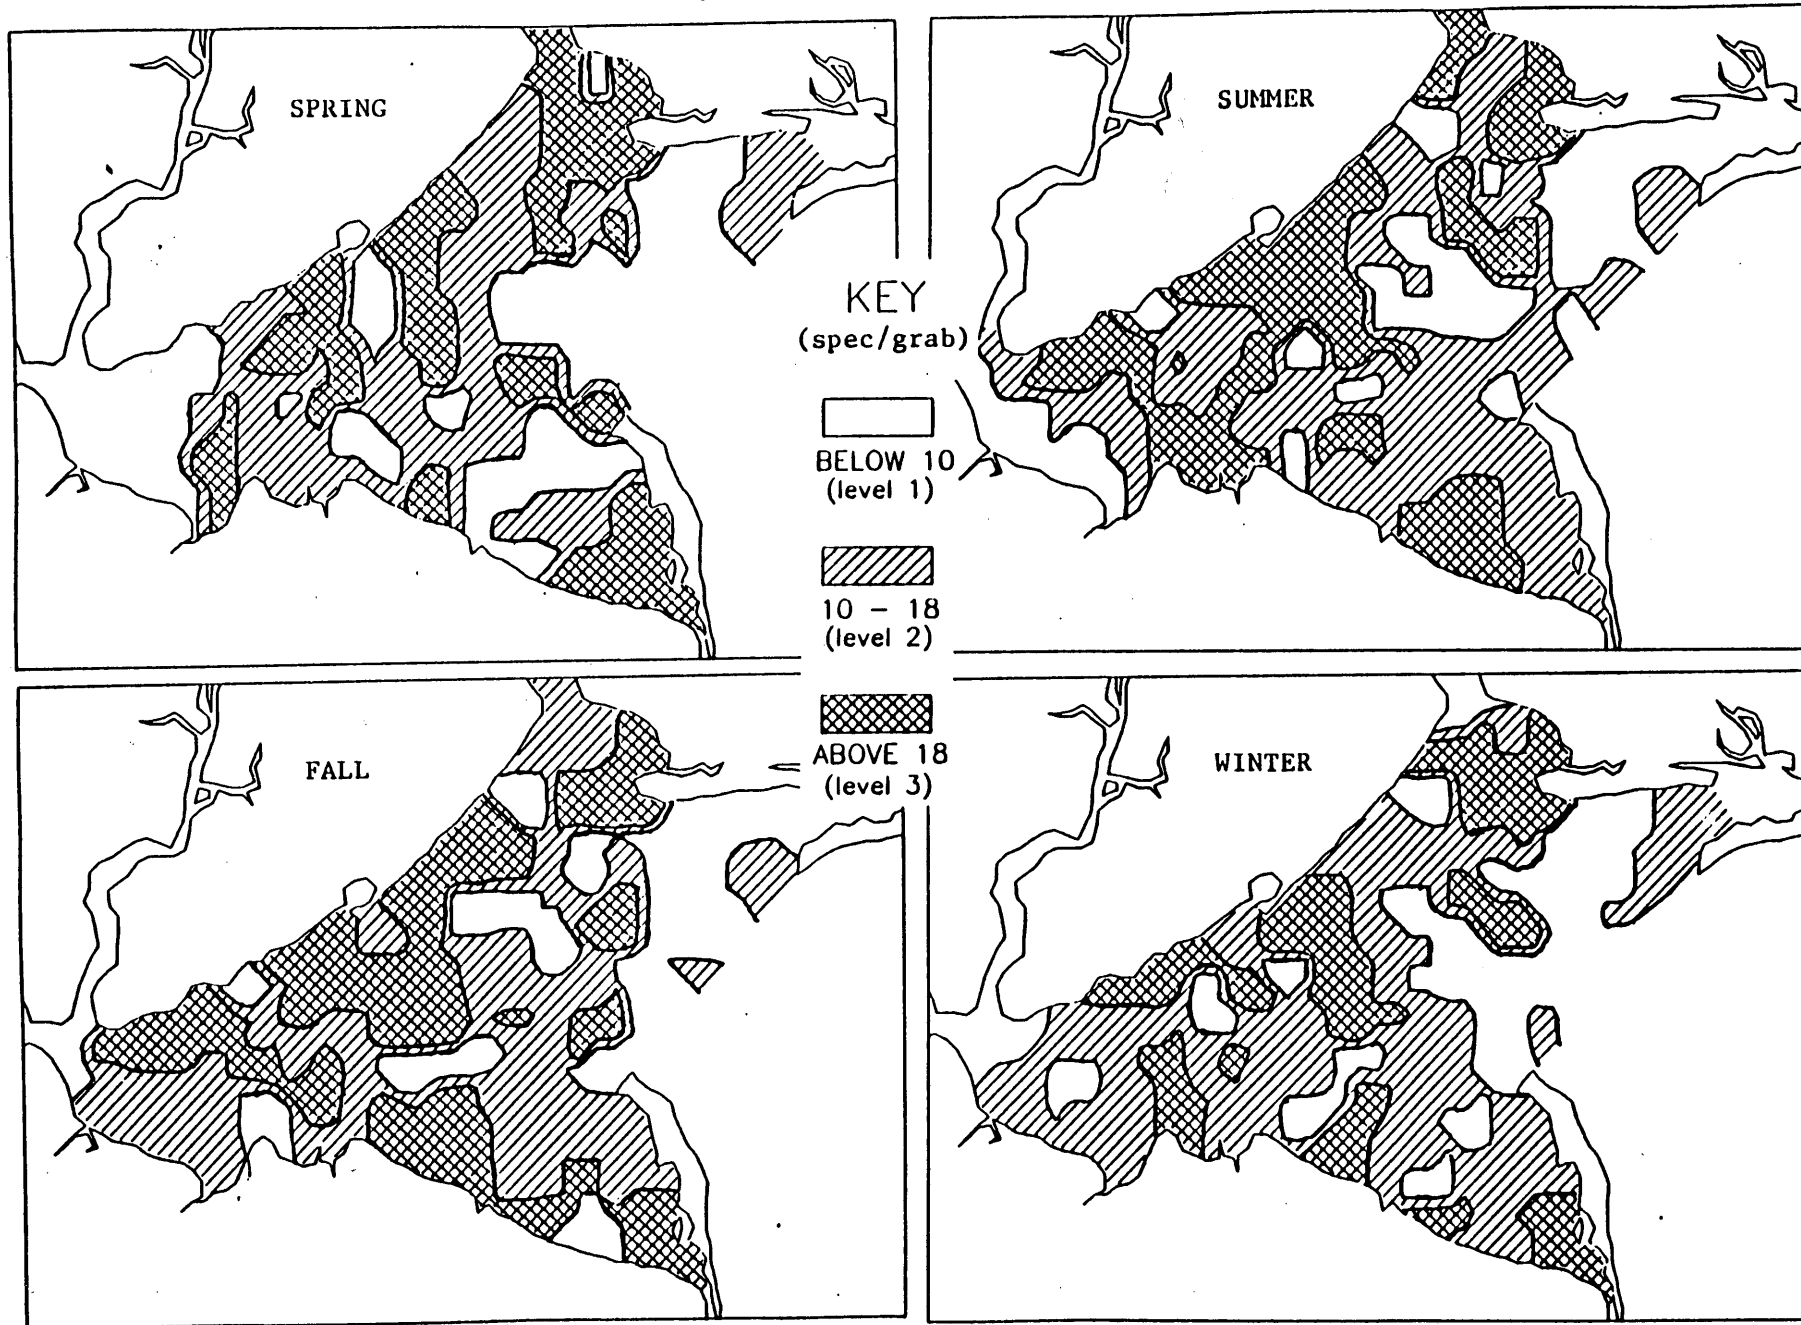 SPRING
SUMMER
KEY
(spec/grab)
BELOW 10
(level 1)
10 – 18
(level 2)
ABOVE 18
(level 3)
FALL
WINTER